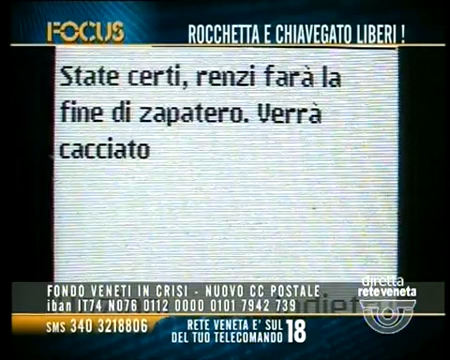 FOCUS
ROCCHETTA E CHIAVEGATO LIBERI !
State certi, renzi farà la
fine di zapatero. Verrà
cacciato
diretta
reteveneta
FONDO VENETI IN CRISI - NUOVO CC POSTALE
iban IT74 N076 0112 0000 0101 7942 739
SMS 340 3218806
RETE VENETA E' SUL
DEL TUO TELECOMANDO 18